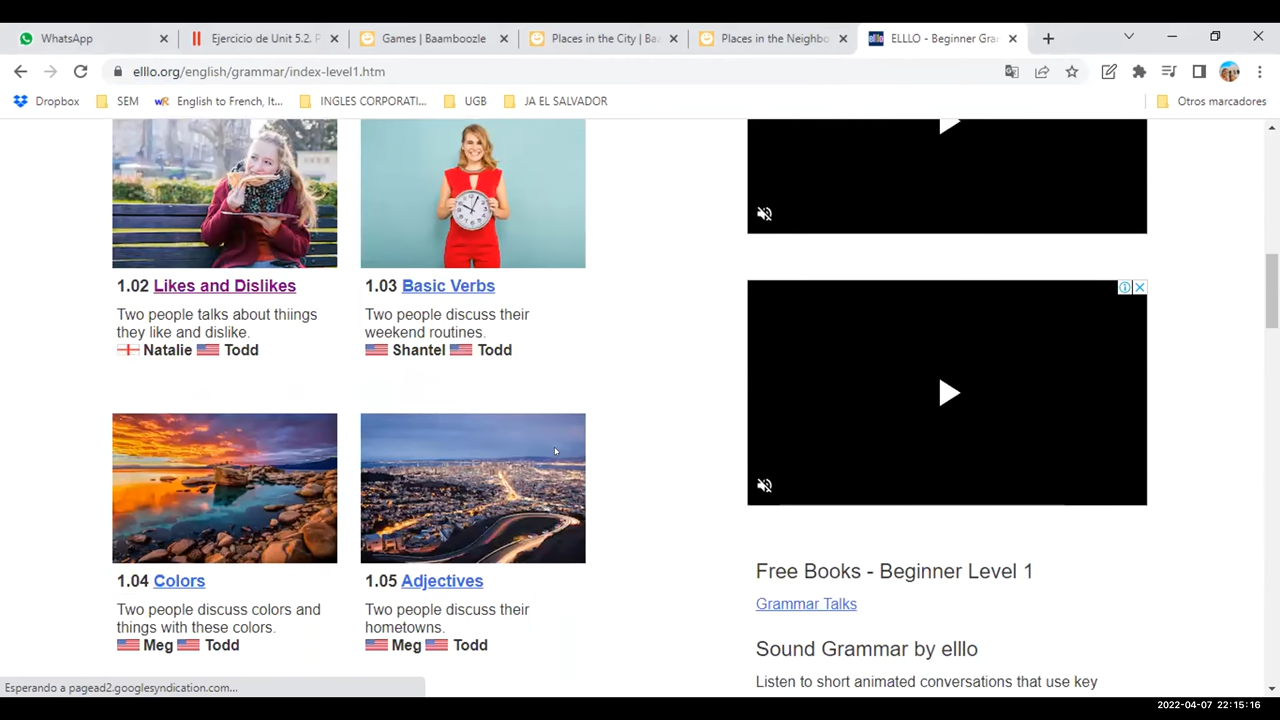 WhatsApp
Ejercicio de Unit 5.2. P
Games | Baamboozle
Places in the City | Ba
Places in the Neighbo
ELLLO - Beginner Gra
elllo.org/english/grammar/index-level1.htm
Dropbox
SEM
English to French, It...
INGLES CORPORATI...
UGB
JA EL SALVADOR
Otros marcadores
1.02 Likes and Dislikes
Two people talks about thiings
they like and dislike.
Natalie Todd
1.03 Basic Verbs
Two people discuss their
weekend routines.
Shantel Todd
1.04 Colors
Two people discuss colors and
things with these colors.
Meg Todd
1.05 Adjectives
Two people discuss their
hometowns.
Meg Todd
Free Books - Beginner Level 1
Grammar Talks
Sound Grammar by elllo
Listen to short animated conversations that use key
Esperando a pagead2.googlesyndication.com...
2022-04-07 22:15:16